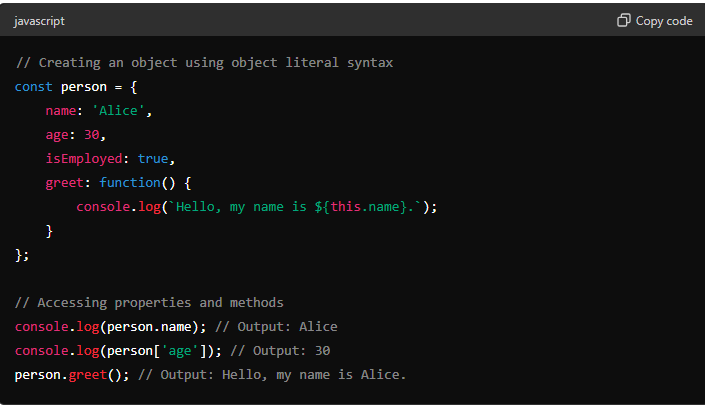 javascript
Copy code
// Creating an object using object literal syntax
const person = {
    name: 'Alice',
    age: 30,
    isEmployed: true,
    greet: function() {
        console.log(`Hello, my name is ${this.name}.`);
    }
};
// Accessing properties and methods
console.log(person.name); // Output: Alice
console.log(person['age']); // Output: 30
person.greet(); // Output: Hello, my name is Alice.